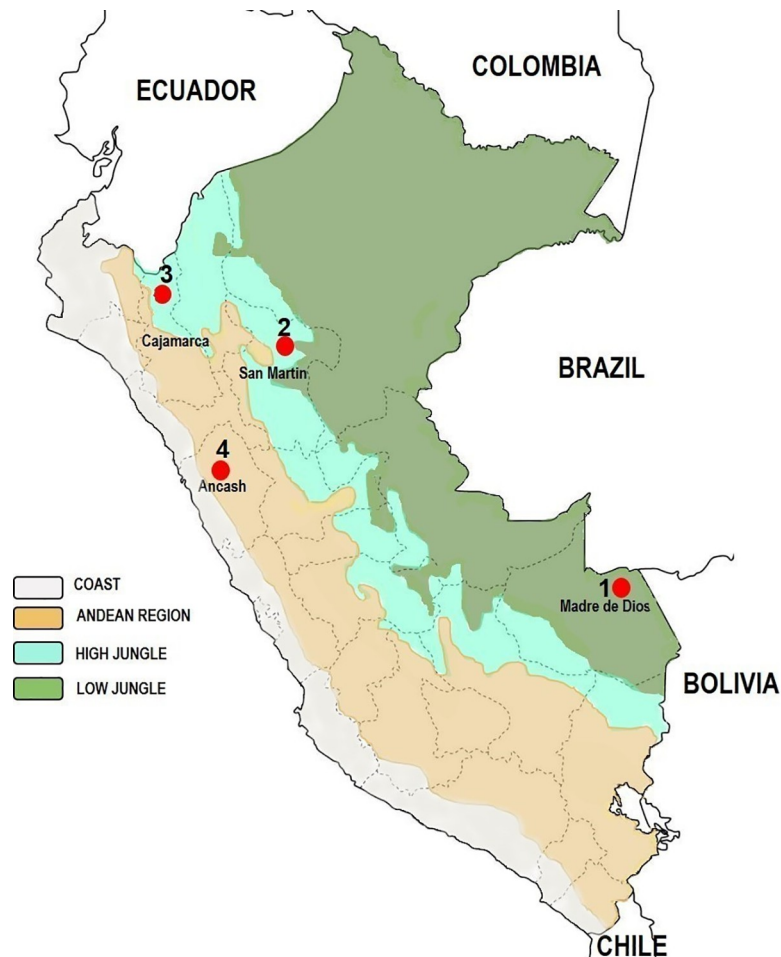 COLOMBIA
ECUADOR
3
Cajamarca
2
San Martin
BRAZIL
4
Ancash
1
Madre de Dios
COAST
ANDEAN REGION
HIGH JUNGLE
LOW JUNGLE
BOLIVIA
CHILE